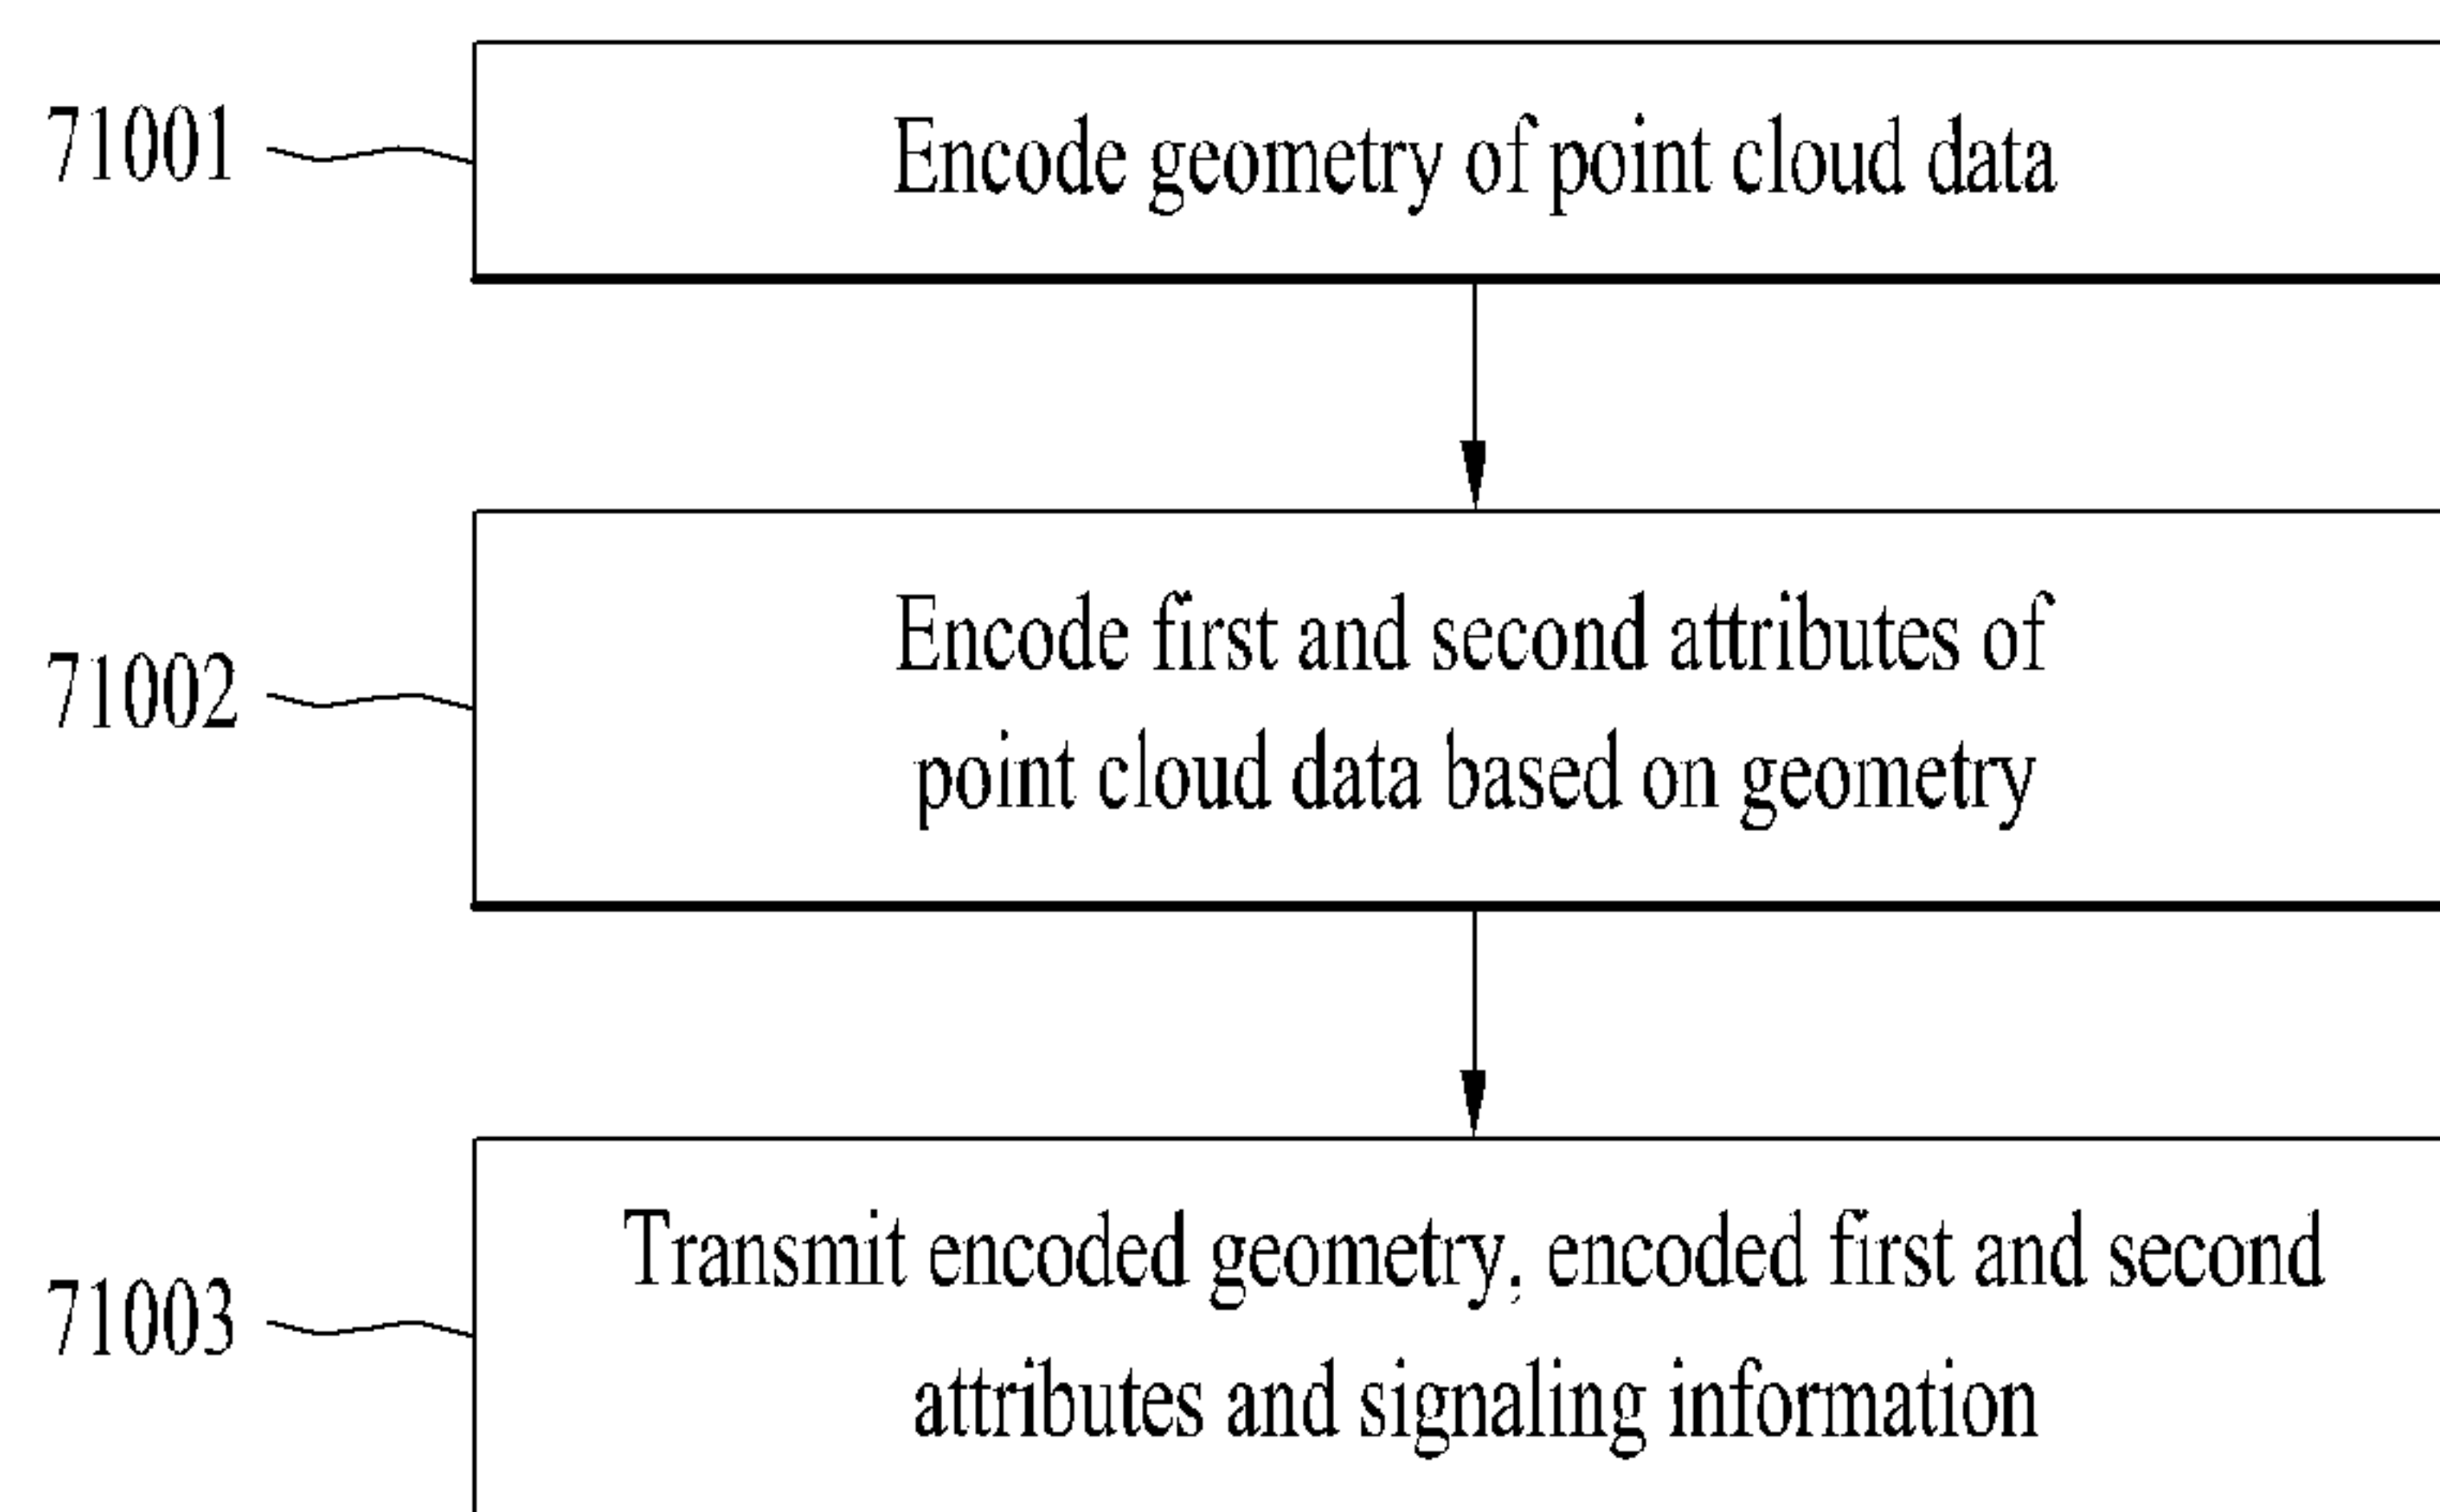 71001
Encode geometry of point cloud data
71002
Encode first and second attributes of
point cloud data based on geometry
71003
Transmit encoded geometry, encoded first and second
attributes and signaling information